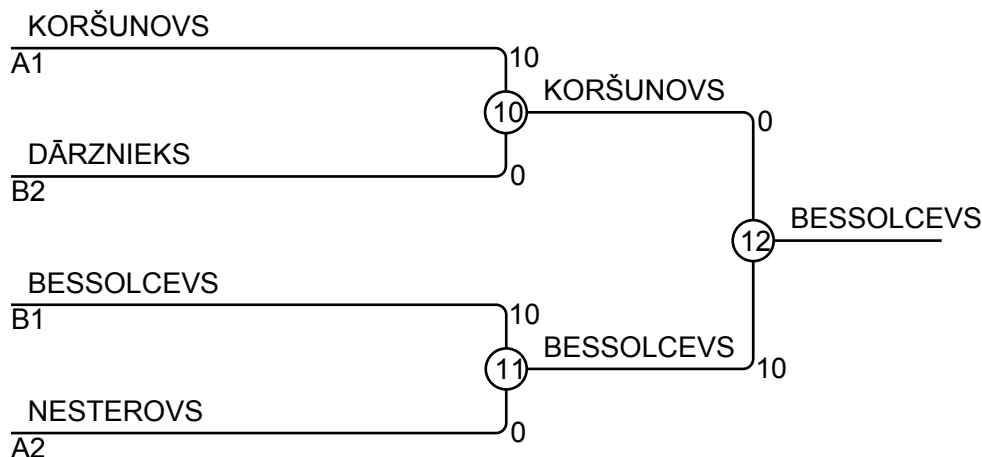 KORŠUNOVS
A1
10
10
KORŠUNOVS
0
DĀRZNIEKS
B2
0
12
BESSOLCEVS
BESSOLCEVS
B1
10
11
BESSOLCEVS
10
NESTEROVS
A2
0